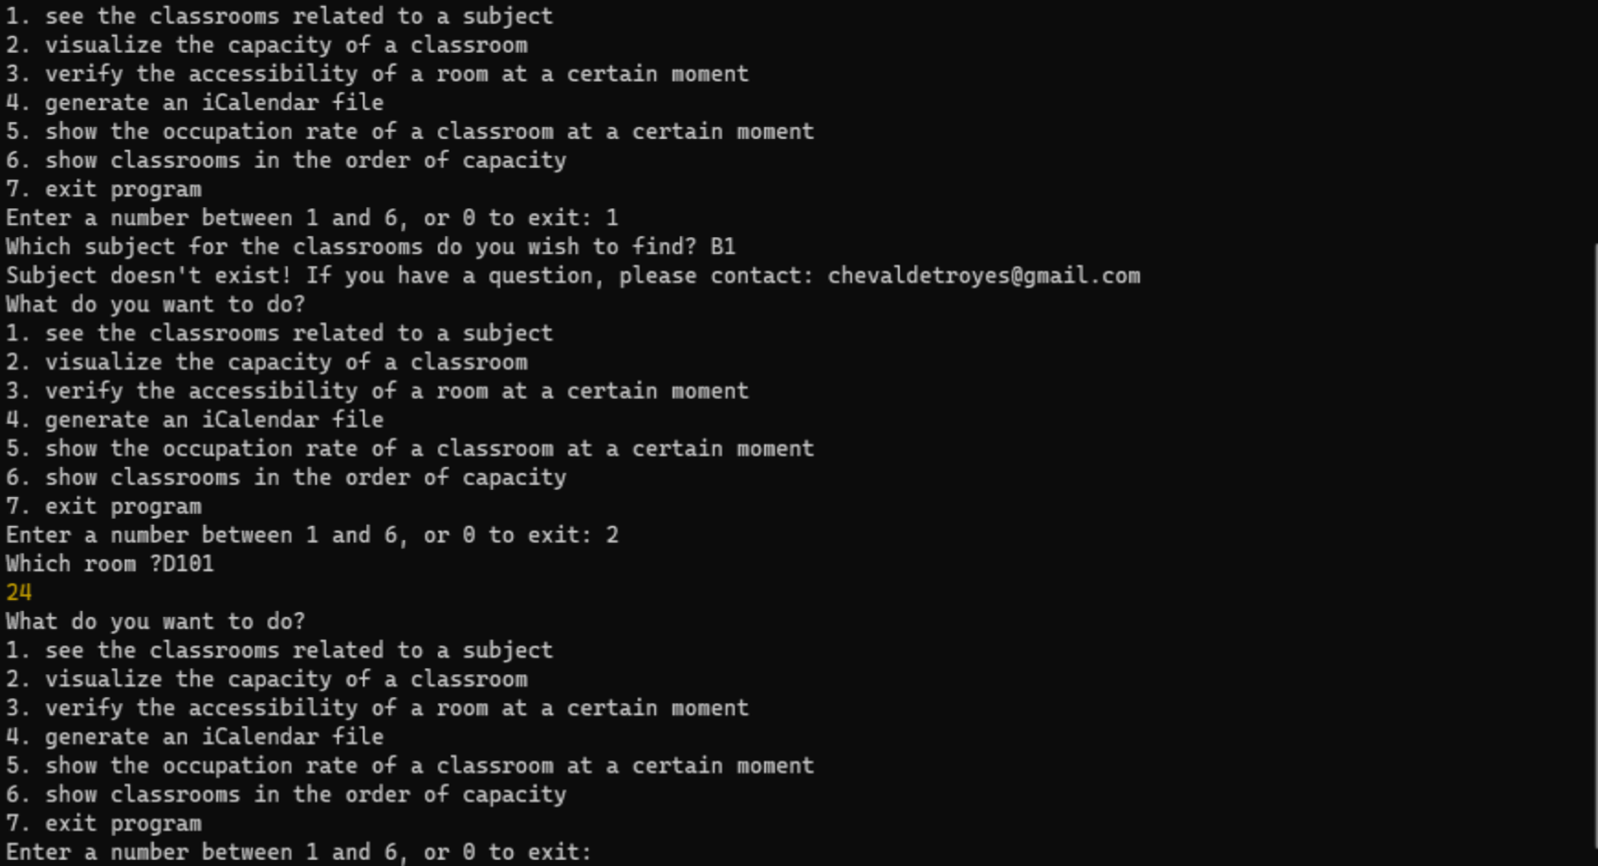 1. see the classrooms related to a subject
2. visualize the capacity of a classroom
3. verify the accessibility of a room at a certain moment
4. generate an iCalendar file
5. show the occupation rate of a classroom at a certain moment
6. show classrooms in the order of capacity
7. exit program
Enter a number between 1 and 6, or 0 to exit: 1
Which subject for the classrooms do you wish to find? B1
Subject doesn't exist! If you have a question, please contact: chevaldetroyes@gmail.com
What do you want to do?
1. see the classrooms related to a subject
2. visualize the capacity of a classroom
3. verify the accessibility of a room at a certain moment
4. generate an iCalendar file
5. show the occupation rate of a classroom at a certain moment
6. show classrooms in the order of capacity
7. exit program
Enter a number between 1 and 6, or 0 to exit: 2
Which room ?D101
24
What do you want to do?
1. see the classrooms related to a subject
2. visualize the capacity of a classroom
3. verify the accessibility of a room at a certain moment
4. generate an iCalendar file
5. show the occupation rate of a classroom at a certain moment
6. show classrooms in the order of capacity
7. exit program
Enter a number between 1 and 6, or 0 to exit: